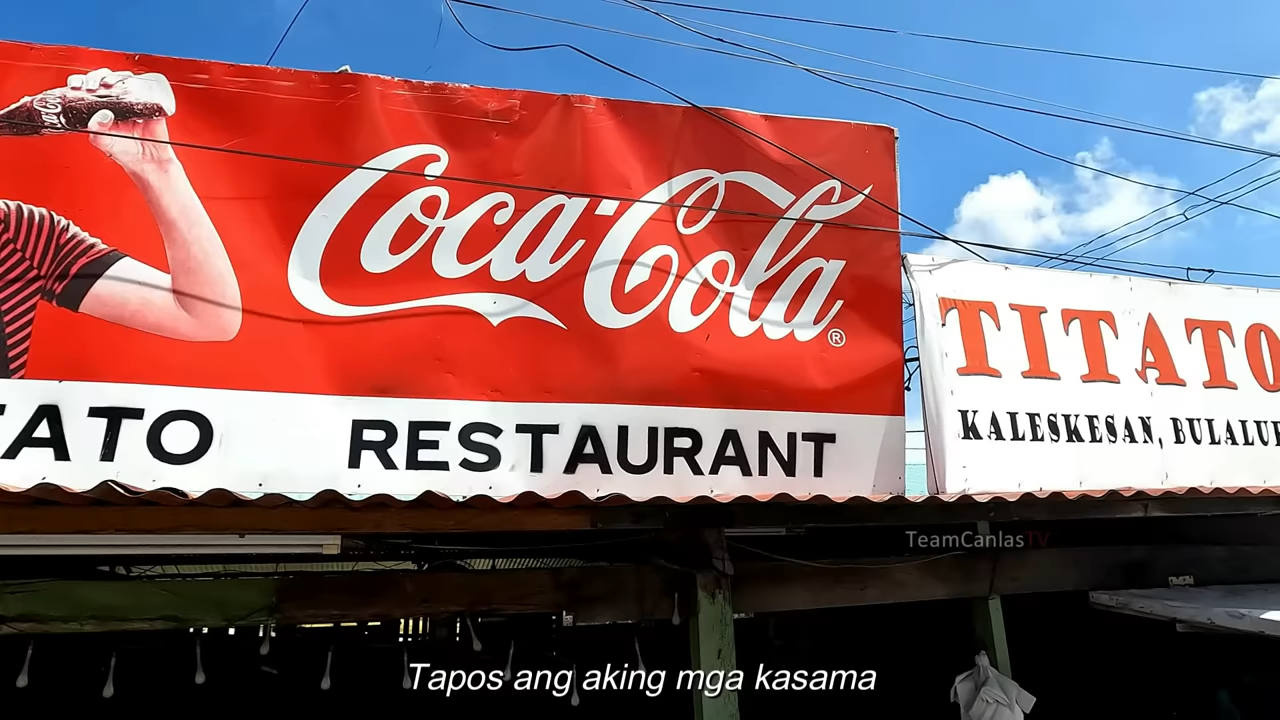 Coca-Cola
®
TATO RESTAURANT
TITATO
KALESKESAN, BULALU
TeamCanlasTV
Tapos ang aking mga kasama